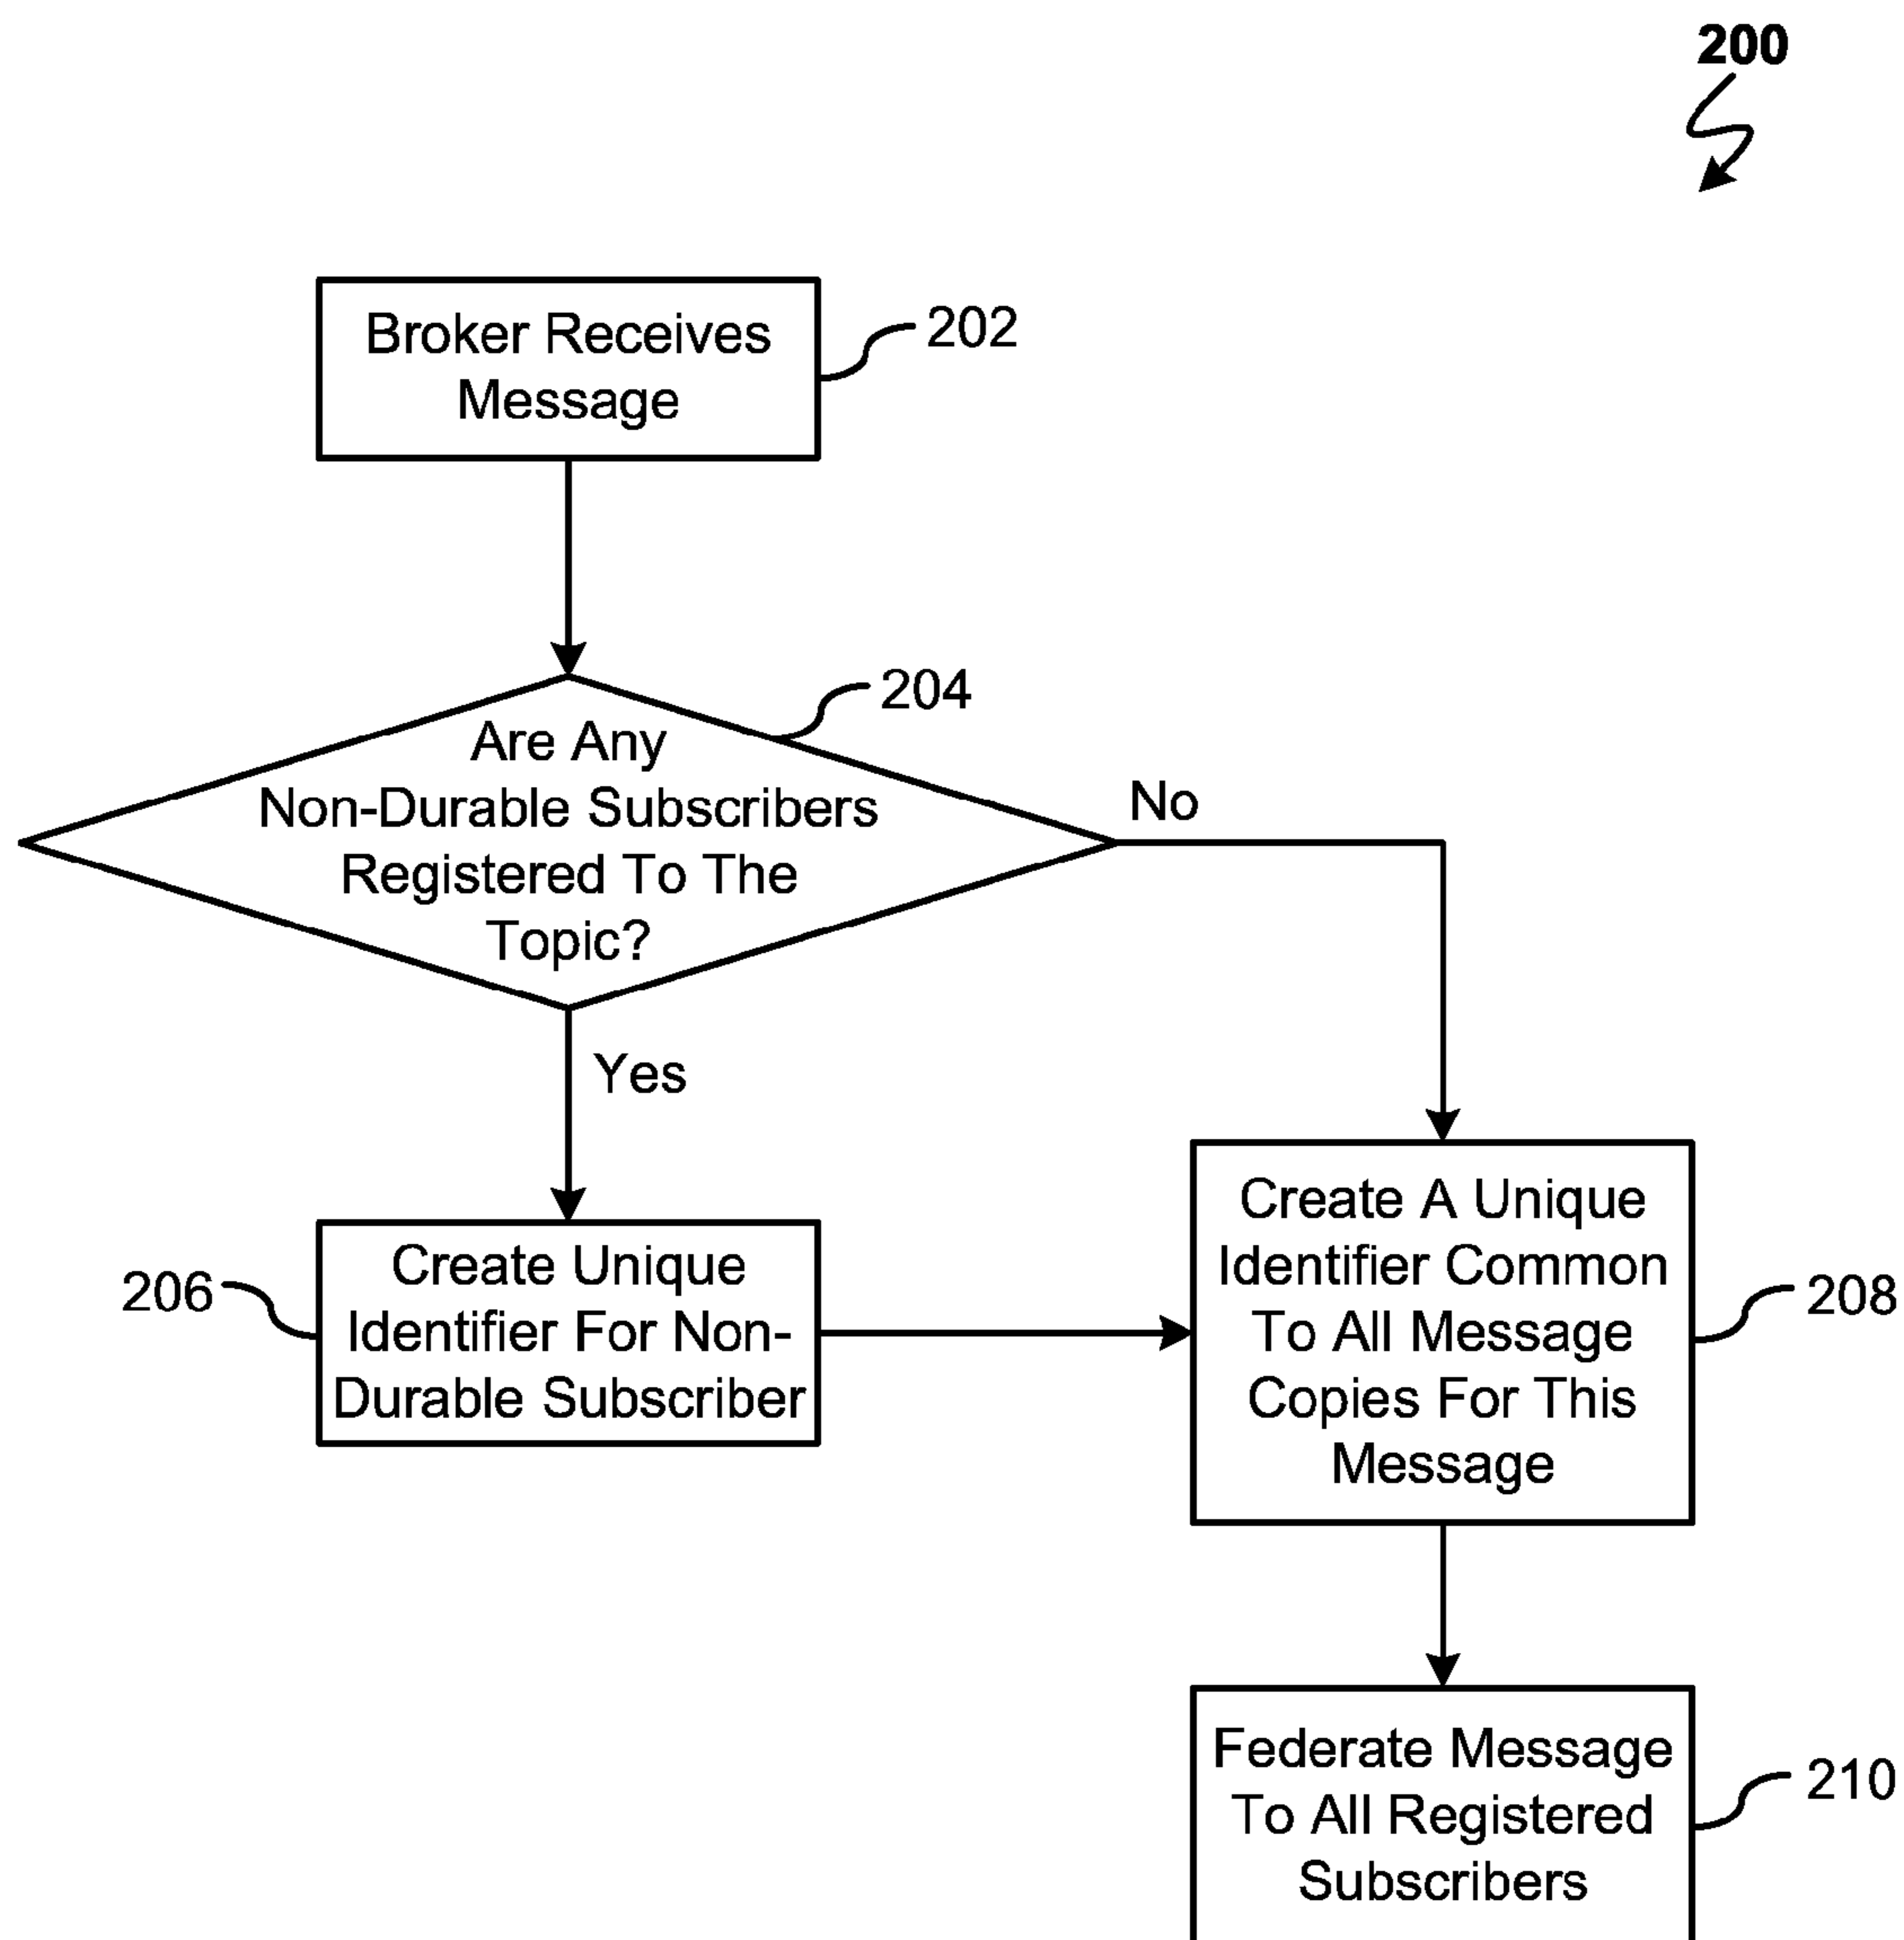 200
Broker Receives
Message
202
204
Are Any
Non-Durable Subscribers
Registered To The
Topic?
No
Yes
206
Create Unique
Identifier For Non-
Durable Subscriber
Create A Unique
Identifier Common
To All Message
Copies For This
Message
208
Federate Message
To All Registered
Subscribers
210